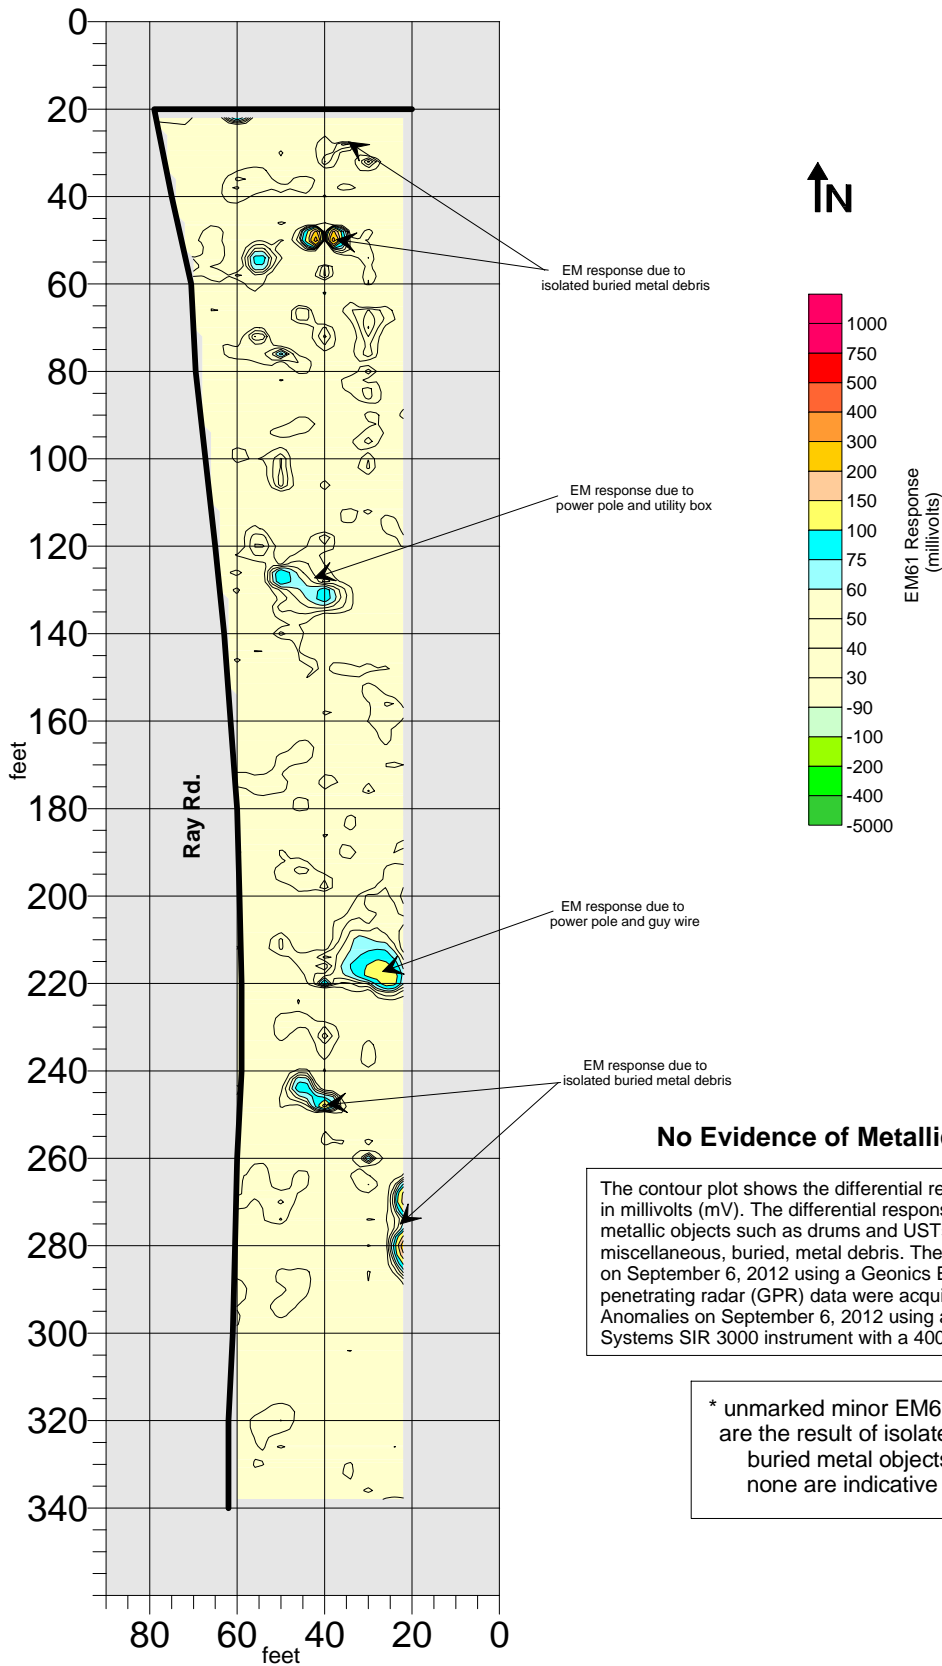 0
20
40
60
80
100
120
140
160
180
200
220
240
260
280
300
320
340
feet
80 60 40 20 0
feet
Ray Rd.
N
EM response due to
isolated buried metal debris
EM response due to
power pole and utility box
EM response due to
power pole and guy wire
EM response due to
isolated buried metal debris
1000
750
500
400
300
200
150
100
75
60
50
40
30
-90
-100
-200
-400
-5000
EM61 Response
(millivolts)
No Evidence of Metalli
The contour plot shows the differential re
in millivolts (mV). The differential respons
metallic objects such as drums and UST
miscellaneous, buried, metal debris. The
on September 6, 2012 using a Geonics E
penetrating radar (GPR) data were acqui
Anomalies on September 6, 2012 using a
Systems SIR 3000 instrument with a 400
* unmarked minor EM6
are the result of isolate
buried metal objects
none are indicative